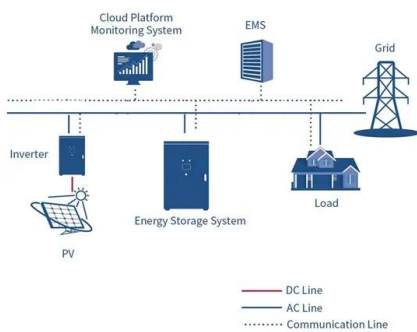 Cloud Platform
Monitoring System
EMS
Grid
Inverter
Energy Storage System
Load
PV
DC Line
AC Line
Communication Line